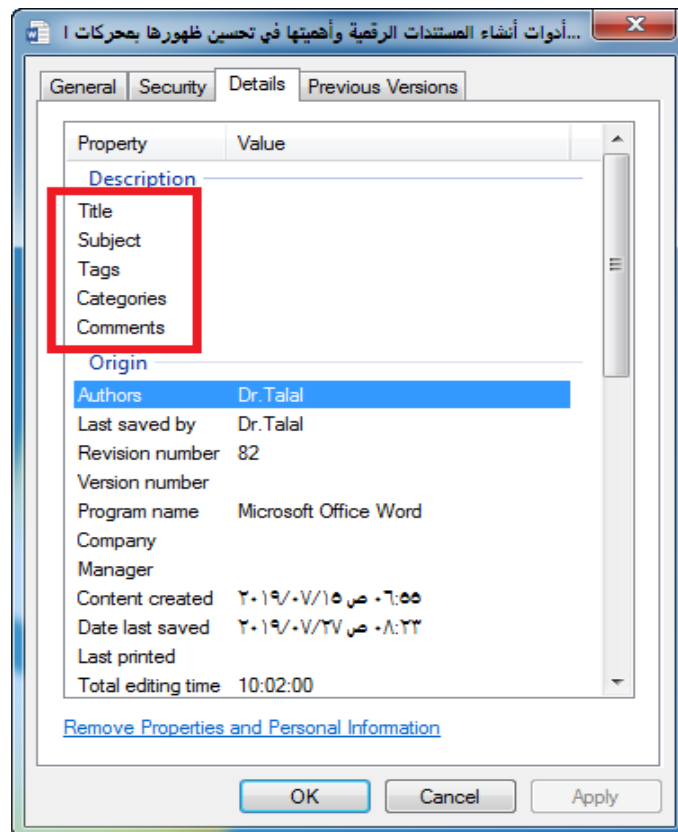 ...أدوات أنشاء المستندات الرقمية وأهميتها في تحسين ظهورها بمحركات ا
General Security Details Previous Versions
Property Value
Description
Title
Subject
Tags
Categories
Comments
Origin
Authors Dr.Talal
Last saved by Dr.Talal
Revision number 82
Version number
Program name Microsoft Office Word
Company
Manager
Content created ٢٠١٩/٠٧/١٥ ص ٠٦:٥٥
Date last saved ٢٠١٩/٠٧/٢٧ ص ٠٨:٢٣
Last printed
Total editing time 10:02:00
Remove Properties and Personal Information
OK Cancel Apply